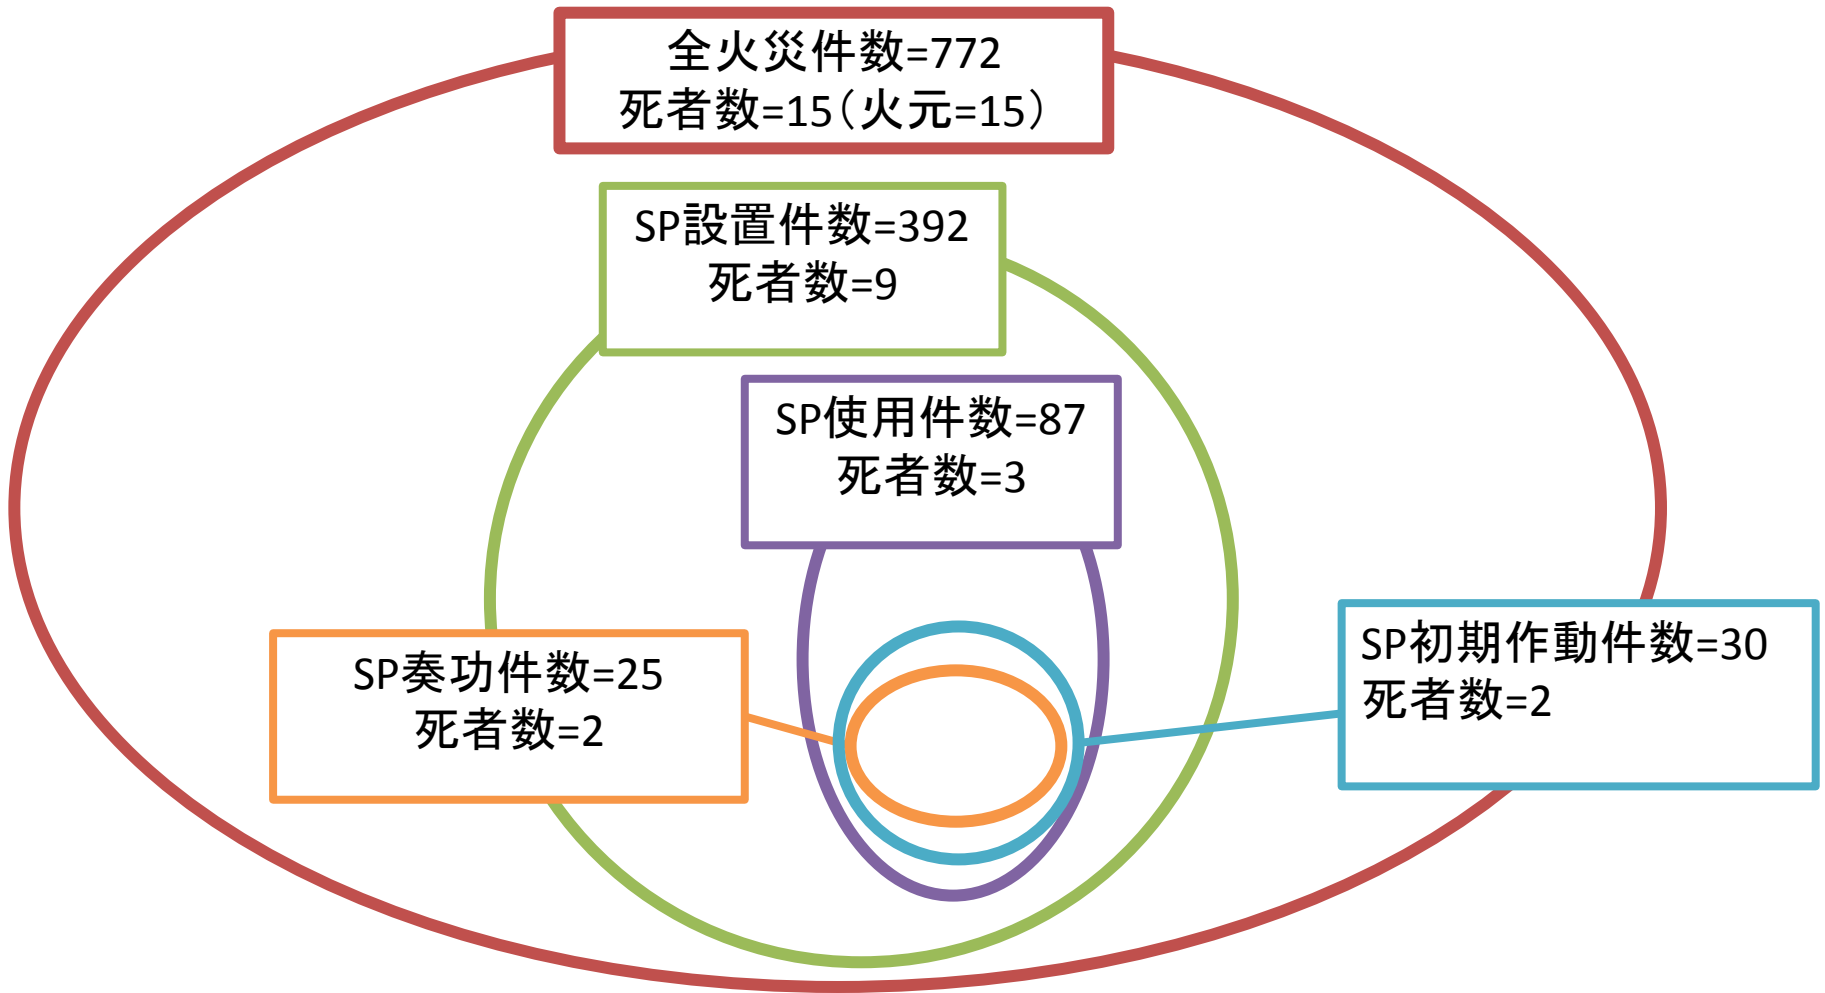 全火災件数=772
死者数=15（火元=15）
SP設置件数=392
死者数=9
SP使用件数=87
死者数=3
SP奏功件数=25
死者数=2
SP初期作動件数=30
死者数=2